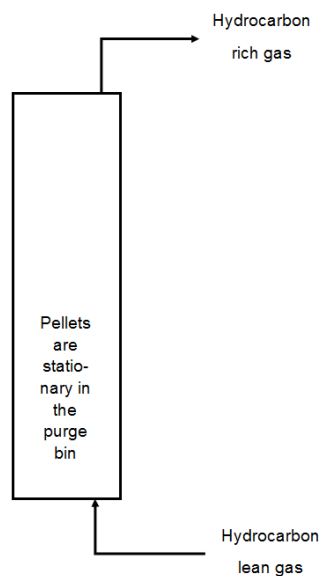 Hydrocarbon
rich gas
Pellets
are
statio-
nary in
the
purge
bin
Hydrocarbon
lean gas